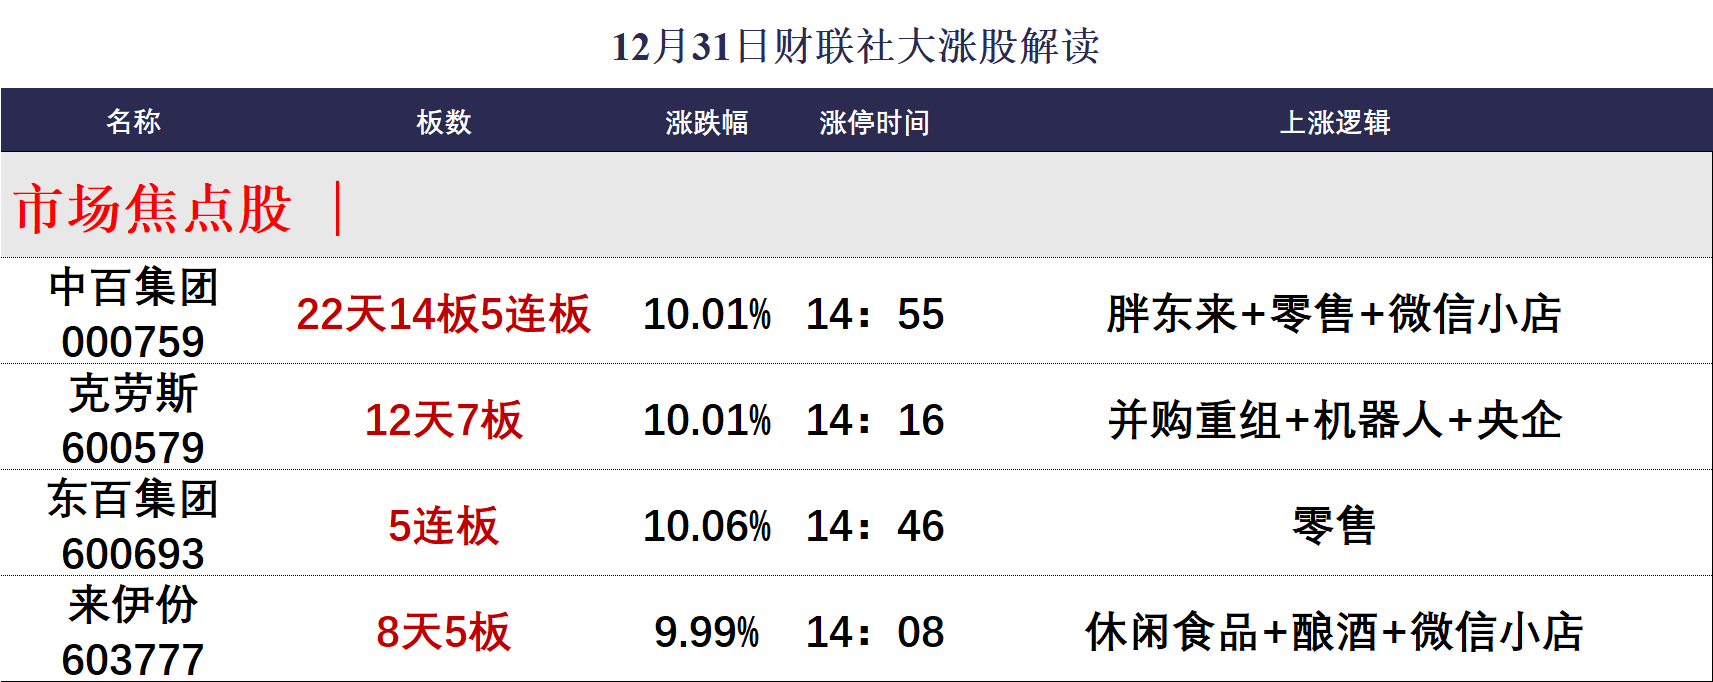 12月31日财联社大涨股解读
名称 板数 涨跌幅 涨停时间 上涨逻辑
市场焦点股 ｜
中百集团
000759 22天14板5连板 10.01% 14：55 胖东来+零售+微信小店
克劳斯
600579 12天7板 10.01% 14：16 并购重组+机器人+央企
东百集团
600693 5连板 10.06% 14：46 零售
来伊份
603777 8天5板 9.99% 14：08 休闲食品+酿酒+微信小店